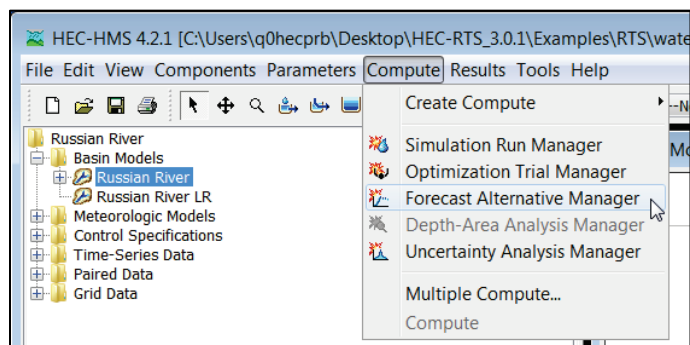 HEC-HMS 4.2.1 [C:\Users\q0hecprb\Desktop\HEC-RTS_3.0.1\Examples\RTS\wate
File Edit View Components Parameters Compute Results Tools Help
Create Compute
Russian River
Basin Models
Russian River
Russian River LR
Meteorologic Models
Control Specifications
Time-Series Data
Paired Data
Grid Data
Simulation Run Manager
Optimization Trial Manager
Forecast Alternative Manager
Depth-Area Analysis Manager
Uncertainty Analysis Manager
Multiple Compute...
Compute
--N
Mo